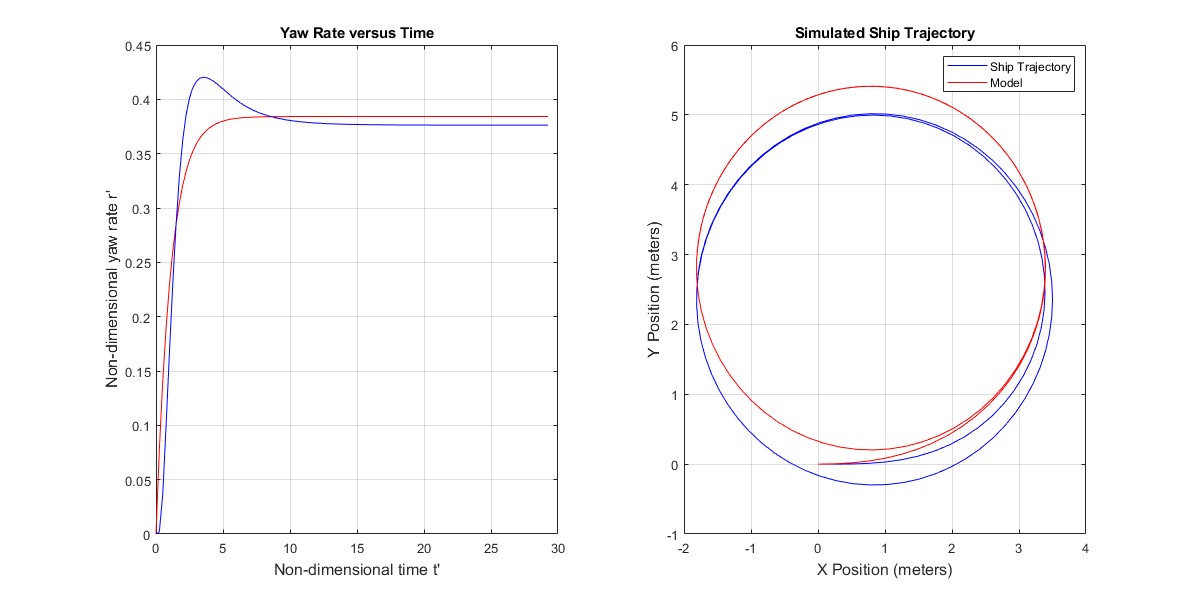 Yaw Rate versus Time
0.45
0.4
0.35
0.3
0.25
0.2
0.15
0.1
0.05
0
Non-dimensional yaw rate r'
0 5 10 15 20 25 30
Non-dimensional time t'
Simulated Ship Trajectory
Ship Trajectory
Model
6
5
4
3
2
1
0
-1
Y Position (meters)
-2 -1 0 1 2 3 4
X Position (meters)